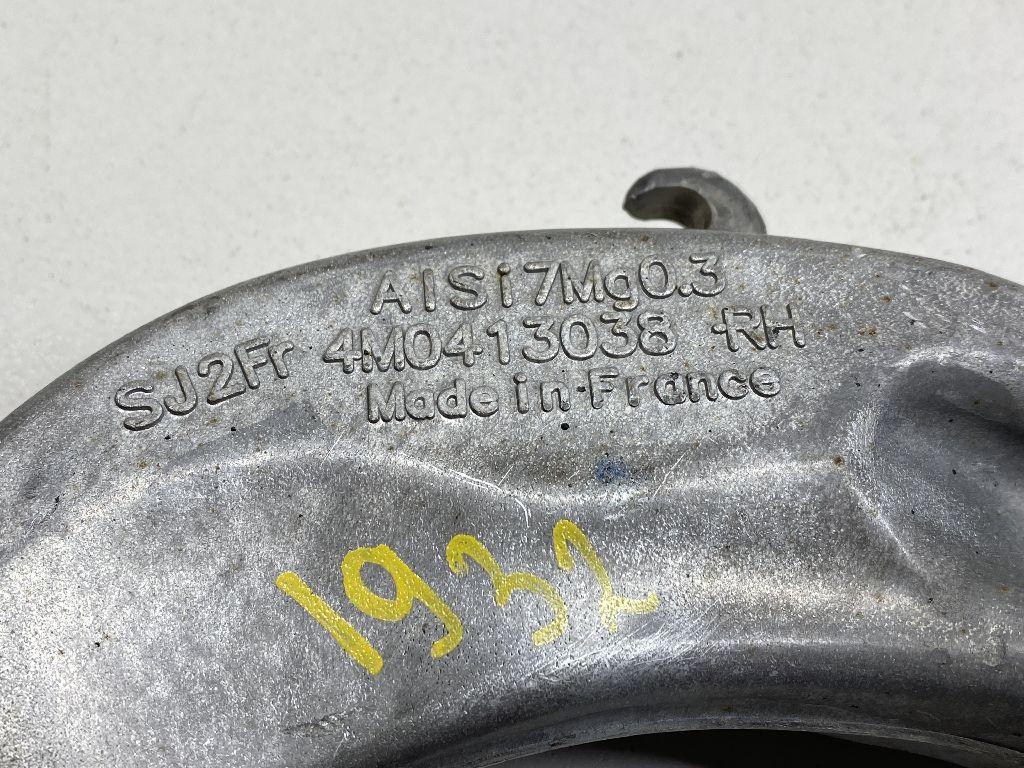 AlSi7Mg0.3
SJ2Fr 4M0413038 -RH
Made in France
1932